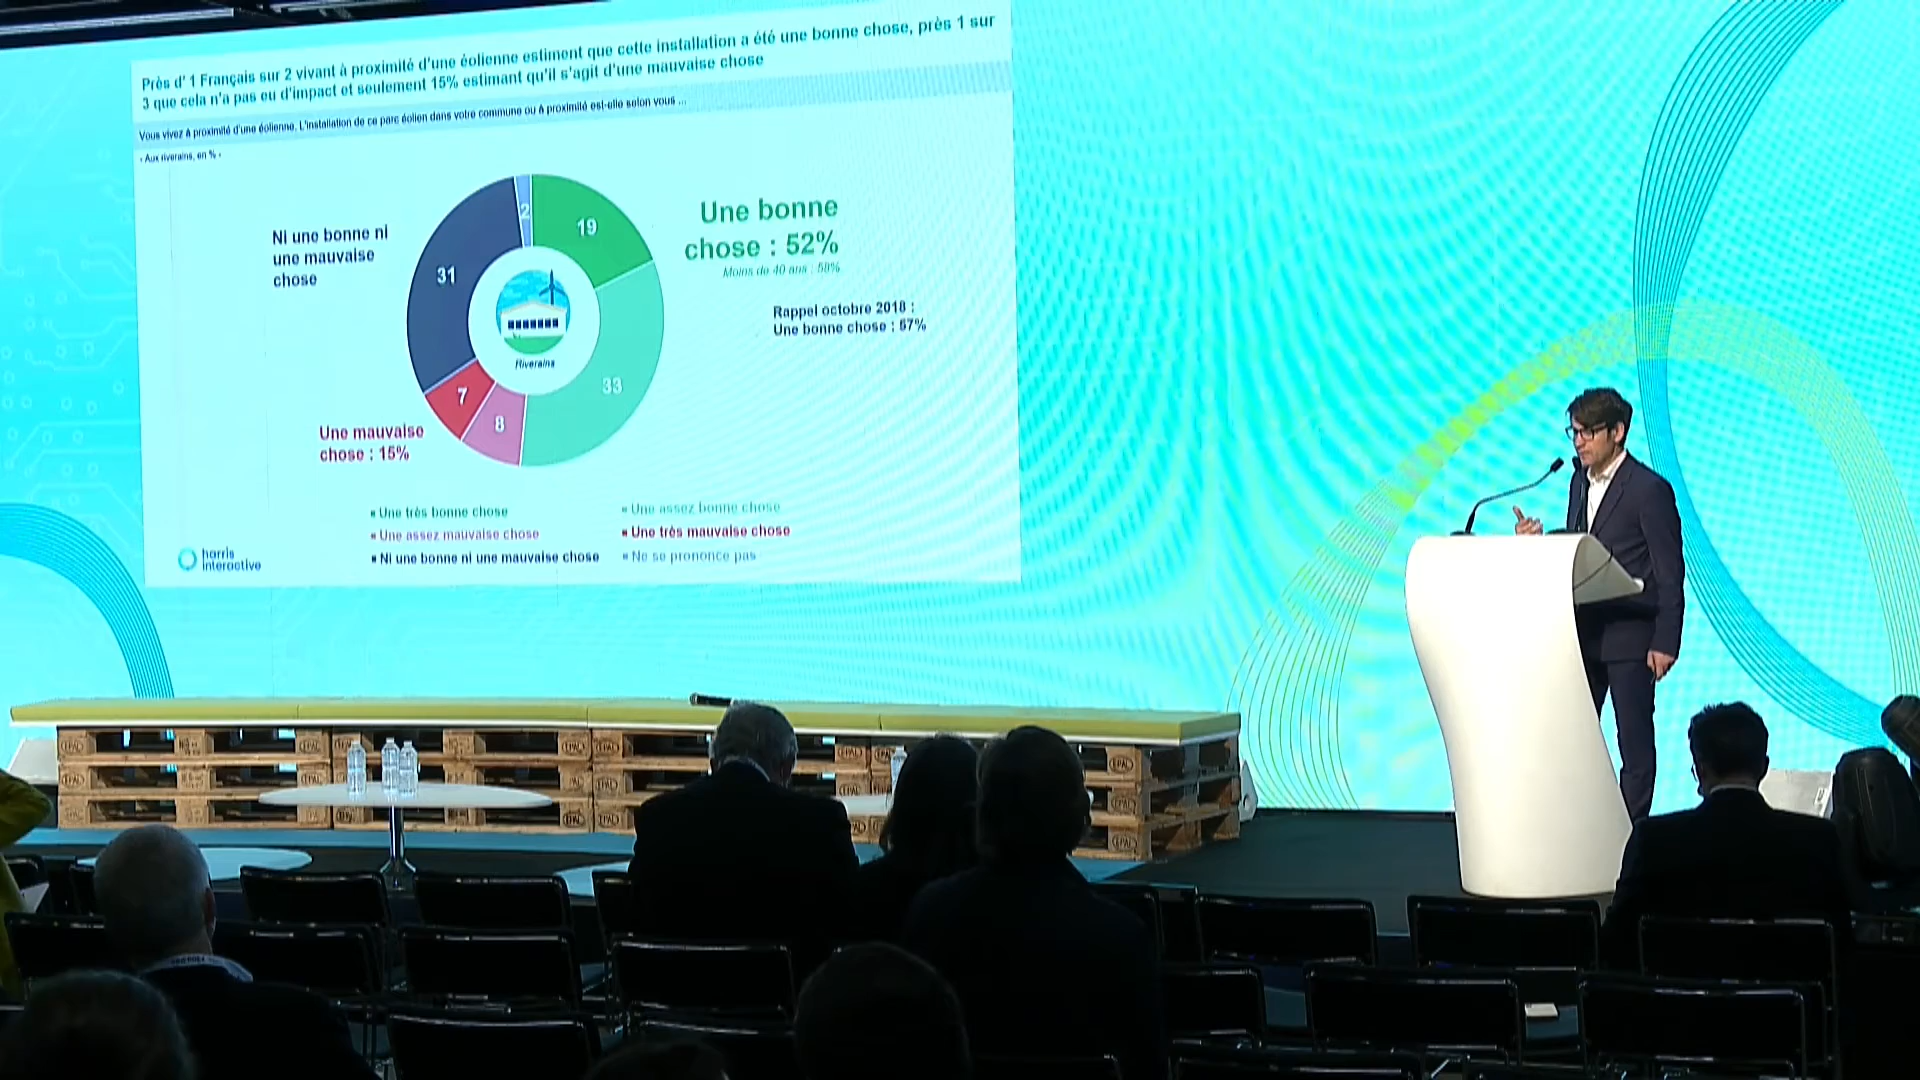 Près d' 1 Français sur 2 vivant à proximité d'une éolienne estiment que cette installation a été une bonne chose, près 1 sur
3 que cela n'a pas eu d'impact et seulement 15% estimant qu'il s'agit d'une mauvaise chose
Vous vivez à proximité d'une éolienne. L'installation de ce parc éolien dans votre commune ou à proximité est-elle selon vous ...
- Aux riverains, en % -
2
19
Une bonne
chose : 52%
Moins de 40 ans : 58%
Ni une bonne ni
une mauvaise
chose
31
Rappel octobre 2018 :
Une bonne chose : 57%
Riverains
33
7
8
Une mauvaise
chose : 15%
Une très bonne chose
Une assez bonne chose
Une assez mauvaise chose
Une très mauvaise chose
Ni une bonne ni une mauvaise chose
Ne se prononce pas
harris
interactive
EPAL
EPAL
EPAL
EPAL
EPAL
EPAL